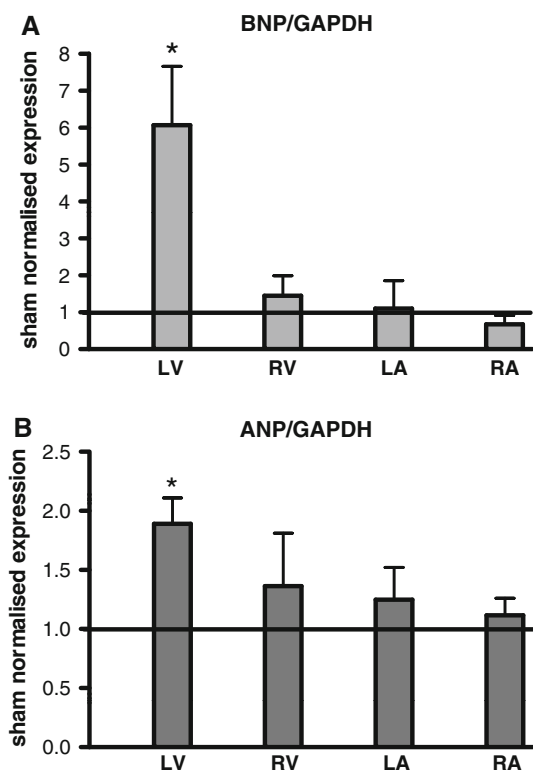 A
BNP/GAPDH
sham normalised expression
8
7
6
5
4
3
2
1
0
*
LV RV LA RA
B
ANP/GAPDH
sham normalised expression
2.5
2.0
1.5
1.0
0.5
0.0
*
LV RV LA RA